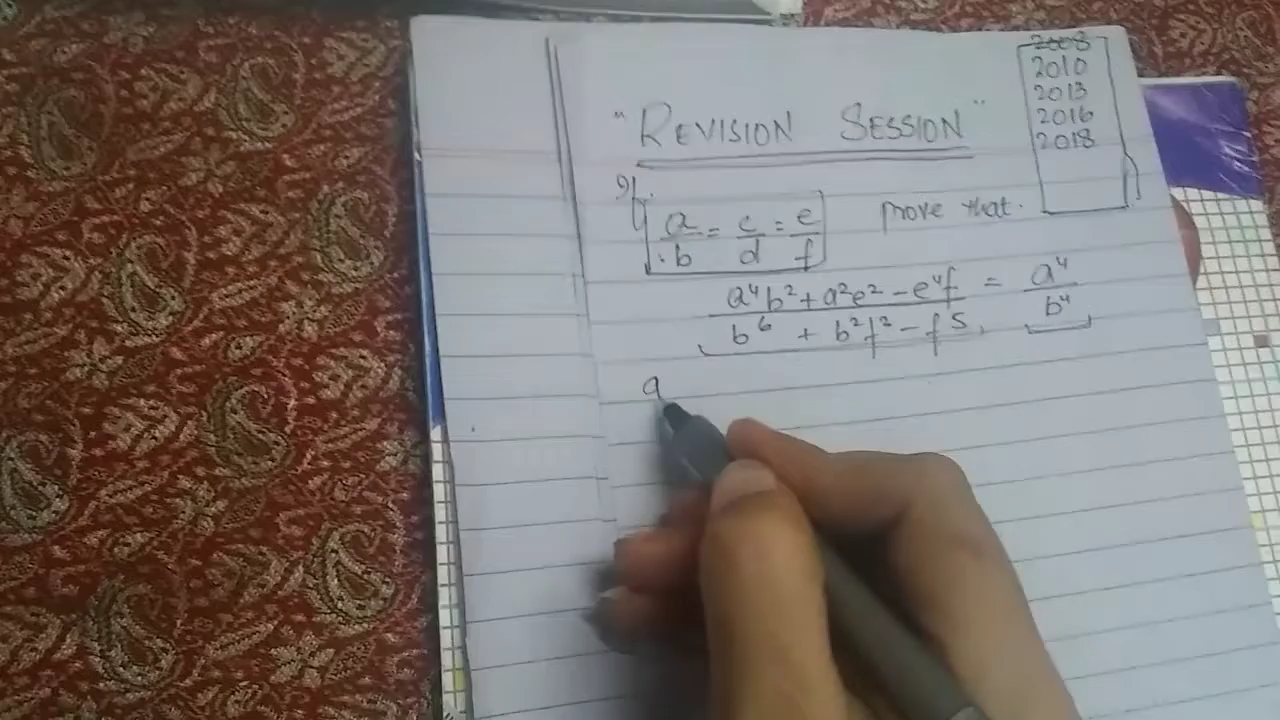 2008
2010
2013
2016
2018
"REVISION SESSION"
If a/b = c/d = e/f prove that.
a⁴b²+a²e²-e⁴f / b⁶ + b²f²-f⁵ = a⁴/b⁴
a